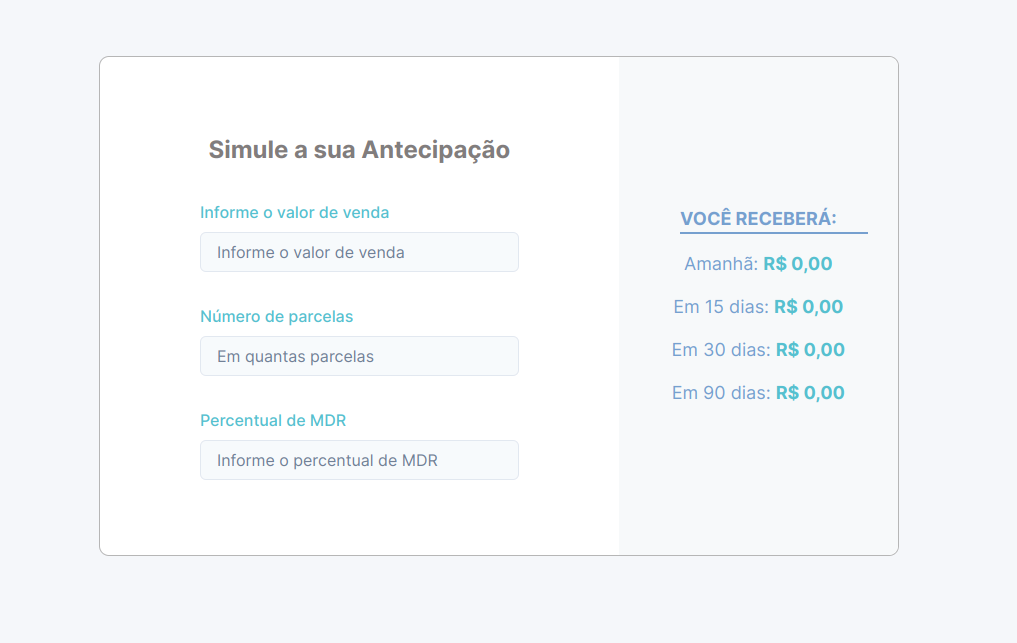 Simule a sua Antecipação
Informe o valor de venda
Informe o valor de venda
Número de parcelas
Em quantas parcelas
Percentual de MDR
Informe o percentual de MDR
VOCÊ RECEBERÁ:
Amanhã: R$ 0,00
Em 15 dias: R$ 0,00
Em 30 dias: R$ 0,00
Em 90 dias: R$ 0,00